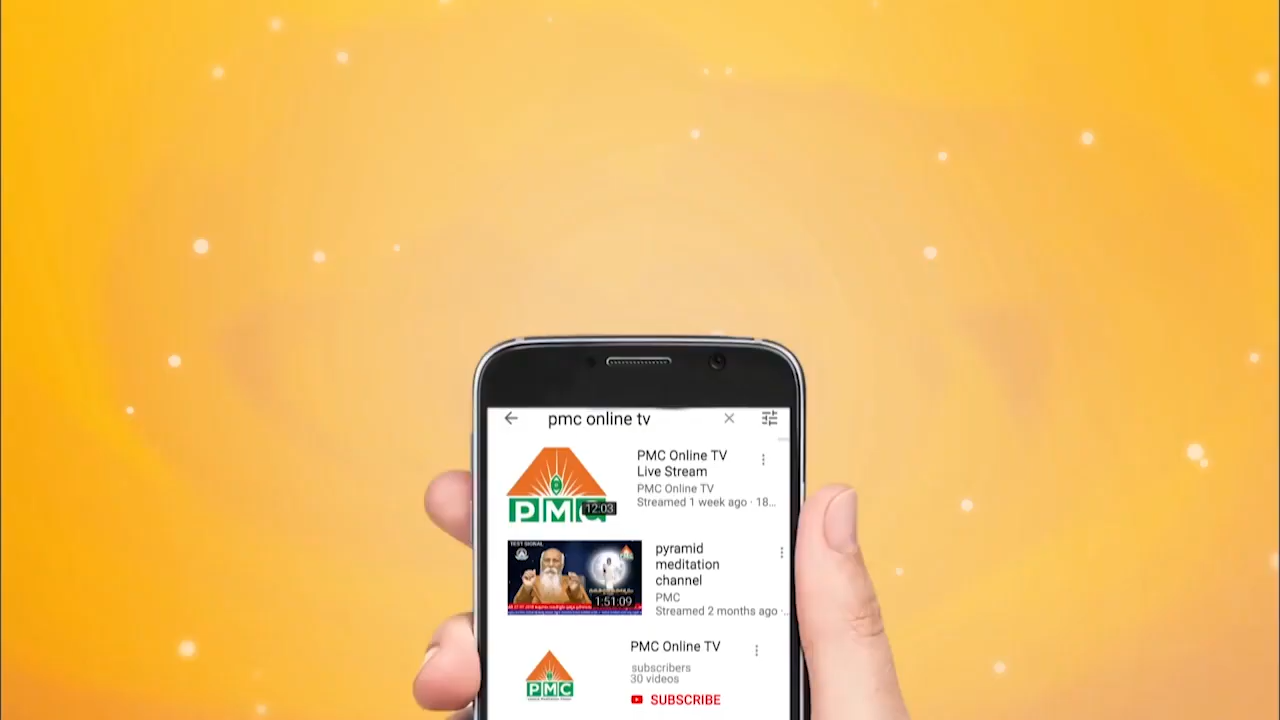 pmc online tv
PMC Online TV
Live Stream
PMC Online TV
Streamed 1 week ago · 18...
PMC
12:03
TEST SIGNAL
1:51:09
pyramid
meditation
channel
PMC
Streamed 2 months ago ·..
PMC Online TV
subscribers
30 videos
SUBSCRIBE
PMC